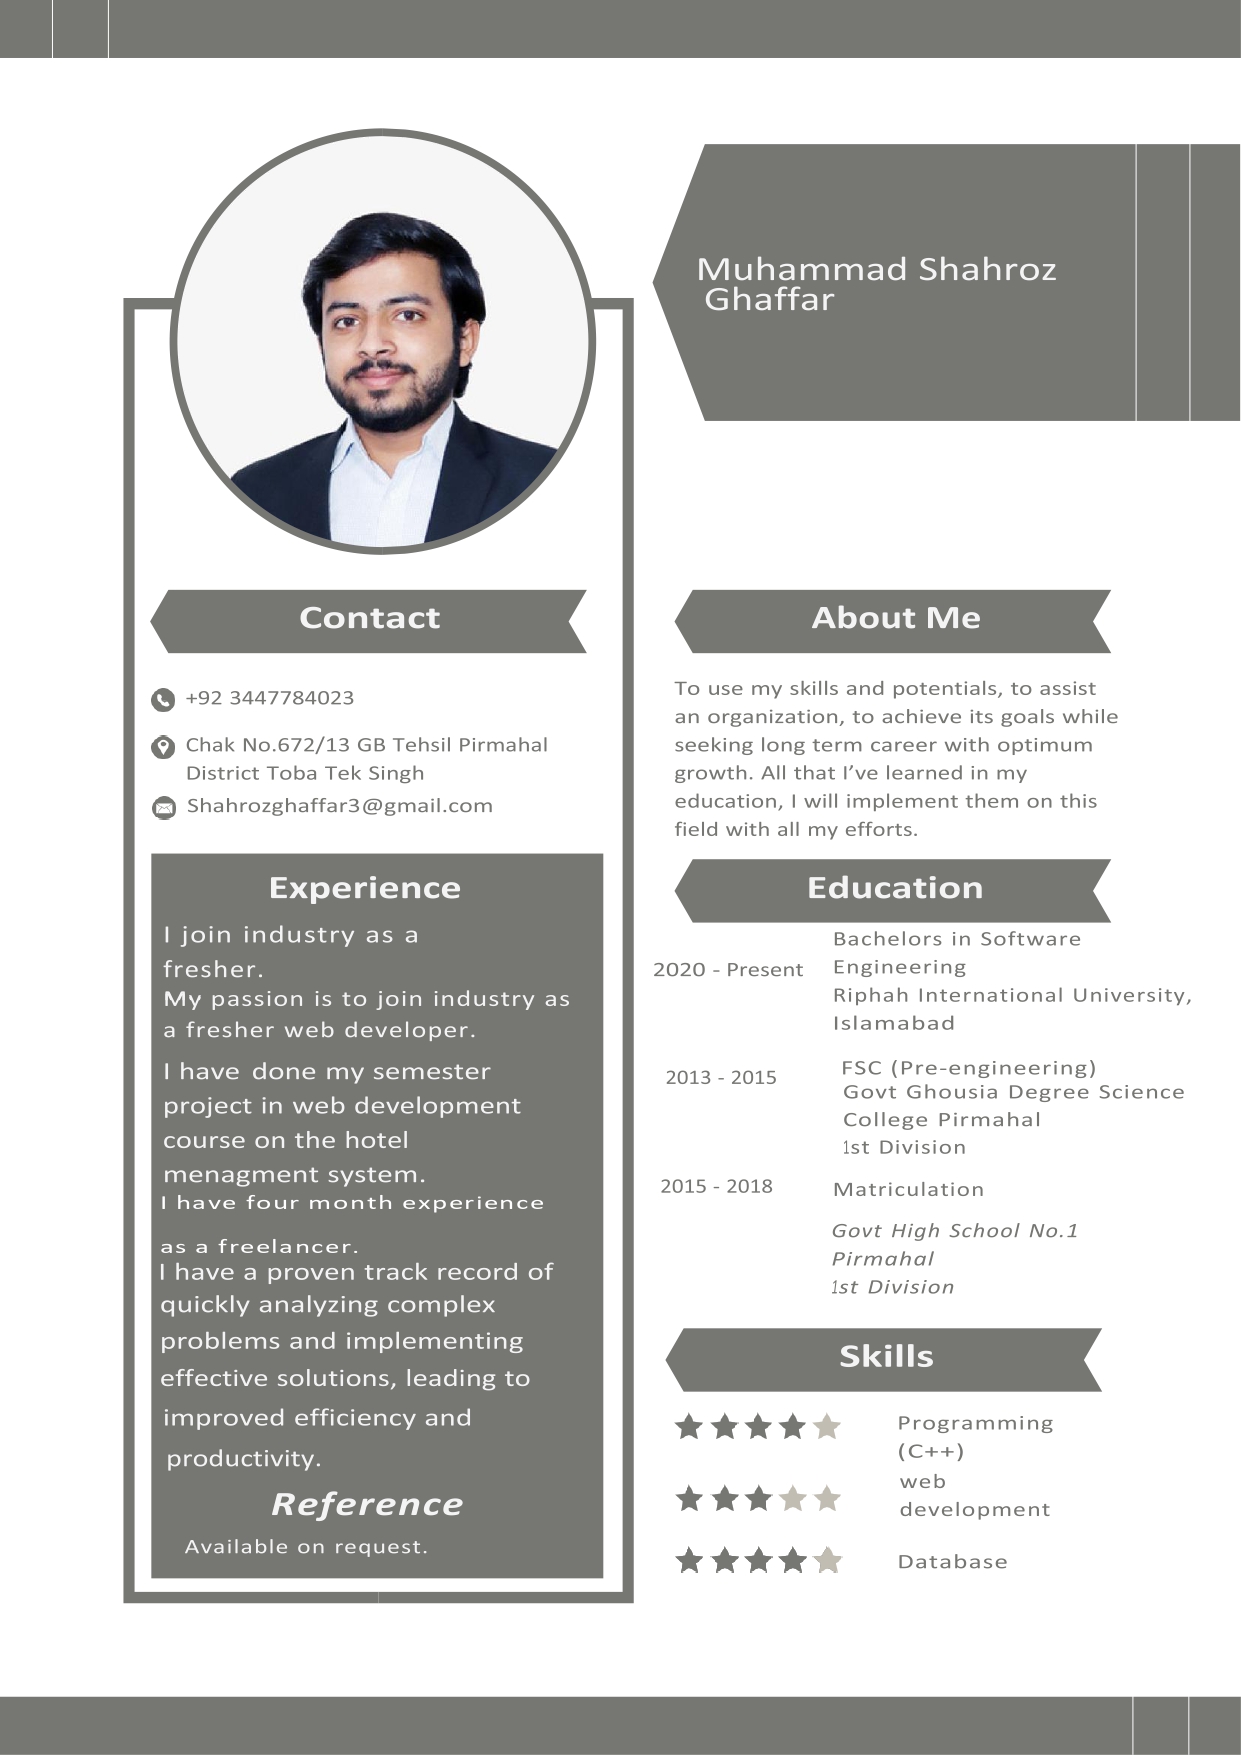 Muhammad Shahroz
Ghaffar
Contact
+92 3447784023
Chak No.672/13 GB Tehsil Pirmahal
District Toba Tek Singh
Shahrozghaffar3@gmail.com
Experience
I join industry as a
fresher.
My passion is to join industry as
a fresher web developer.
I have done my semester
project in web development
course on the hotel
menagment system.
I have four month experience
as a freelancer.
I have a proven track record of
quickly analyzing complex
problems and implementing
effective solutions, leading to
improved efficiency and
productivity.
Reference
Available on request.
About Me
To use my skills and potentials, to assist
an organization, to achieve its goals while
seeking long term career with optimum
growth. All that I’ve learned in my
education, I will implement them on this
field with all my efforts.
Education
2020 - Present
Bachelors in Software
Engineering
Riphah International University,
Islamabad
2013 - 2015
FSC (Pre-engineering)
Govt Ghousia Degree Science
College Pirmahal
1st Division
2015 - 2018
Matriculation
Govt High School No.1
Pirmahal
1st Division
Skills
Programming
(C++)
web
development
Database